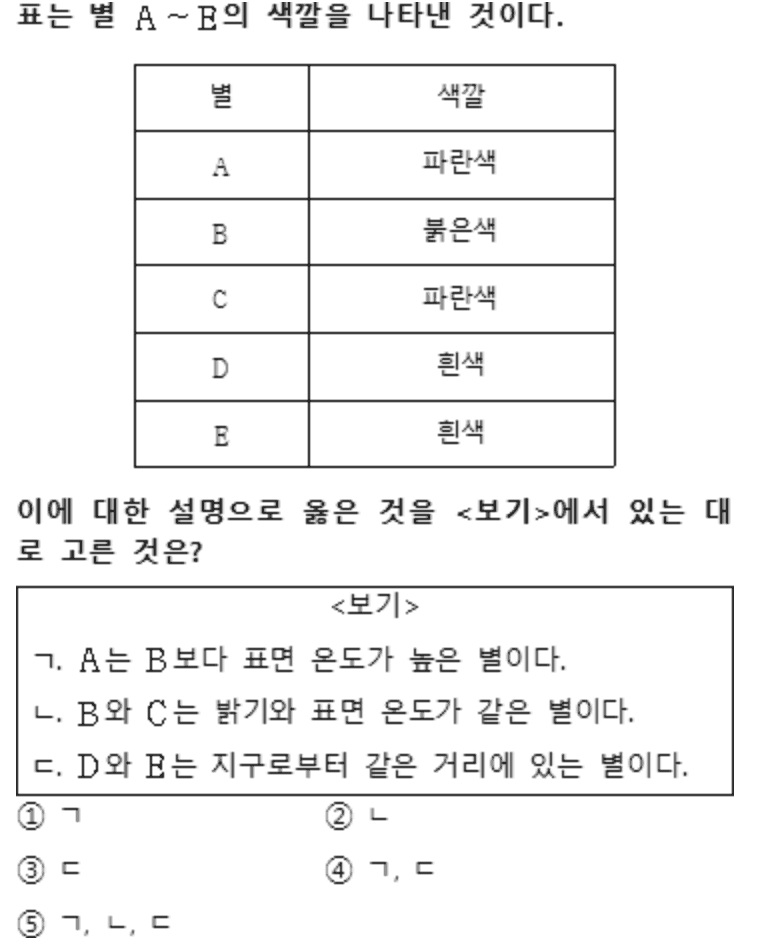 표는 별 A ~ E의 색깔을 나타낸 것이다.
별 색깔
A 파란색
B 붉은색
C 파란색
D 흰색
E 흰색
이에 대한 설명으로 옳은 것을 <보기>에서 있는 대
로 고른 것은?
<보기>
ㄱ. A는 B보다 표면 온도가 높은 별이다.
ㄴ. B와 C는 밝기와 표면 온도가 같은 별이다.
ㄷ. D와 E는 지구로부터 같은 거리에 있는 별이다.
① ㄱ ② ㄴ
③ ㄷ ④ ㄱ, ㄷ
⑤ ㄱ, ㄴ, ㄷ